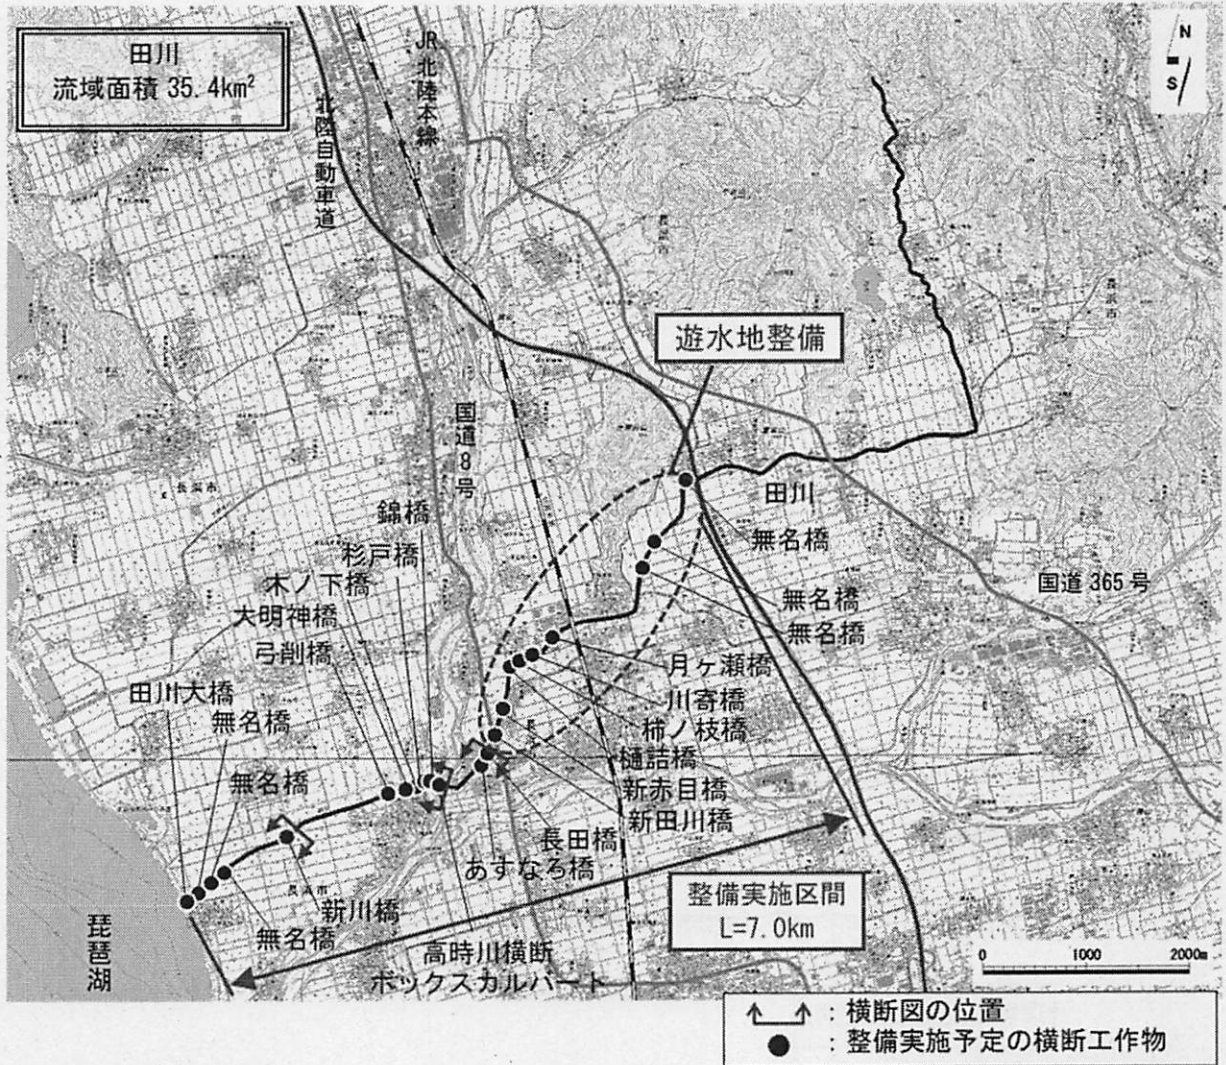 田川
流域面積 35.4km²
N
S
JR北陸本線
北陸自動車道
長浜市
長浜市
遊水地整備
国道8号
長浜市
田川
無名橋
錦橋
杉戸橋
木ノ下橋
大明神橋
弓削橋
田川大橋
無名橋
無名橋
国道365号
無名橋
無名橋
月ヶ瀬橋
川寄橋
柿ノ枝橋
樋詰橋
新赤目橋
新田川橋
長田橋
あすなろ橋
長浜市
新川橋
無名橋
琵琶湖
高時川横断
ボックスカルバート
整備実施区間
L=7.0km
0 1000 2000m
：横断図の位置
：整備実施予定の横断工作物